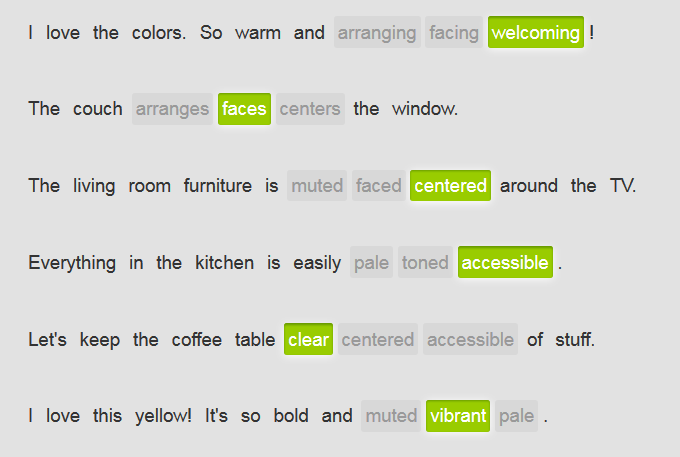 I love the colors. So warm and arranging facing welcoming !
The couch arranges faces centers the window.
The living room furniture is muted faced centered around the TV.
Everything in the kitchen is easily pale toned accessible .
Let's keep the coffee table clear centered accessible of stuff.
I love this yellow! It's so bold and muted vibrant pale .